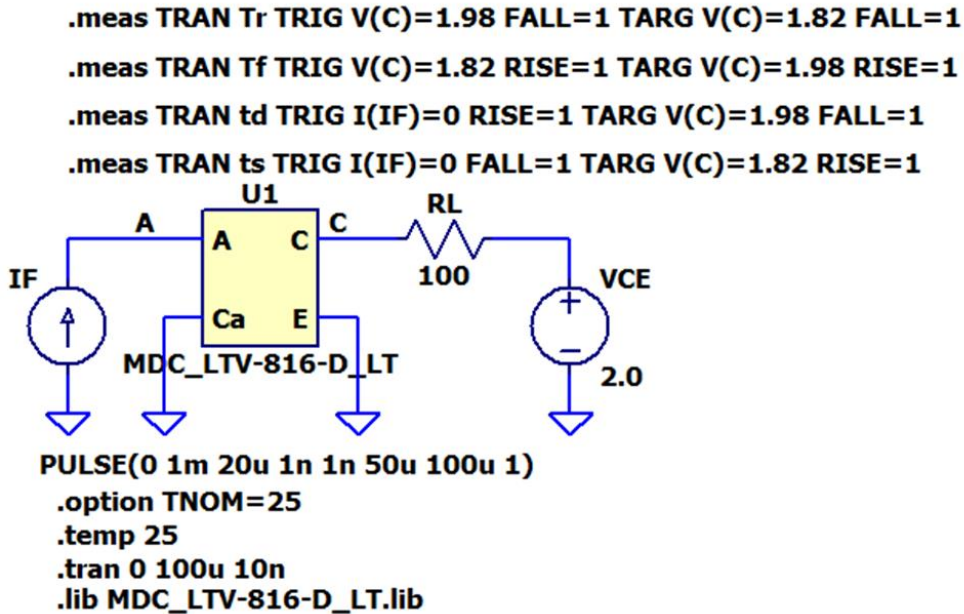 .meas TRAN Tr TRIG V(C)=1.98 FALL=1 TARG V(C)=1.82 FALL=1
.meas TRAN Tf TRIG V(C)=1.82 RISE=1 TARG V(C)=1.98 RISE=1
.meas TRAN td TRIG I(IF)=0 RISE=1 TARG V(C)=1.98 FALL=1
.meas TRAN ts TRIG I(IF)=0 FALL=1 TARG V(C)=1.82 RISE=1
U1
A
C
RL
A
C
100
IF
VCE
+
−
Ca
E
MDC_LTV-816-D_LT
2.0
PULSE(0 1m 20u 1n 1n 50u 100u 1)
.option TNOM=25
.temp 25
.tran 0 100u 10n
.lib MDC_LTV-816-D_LT.lib